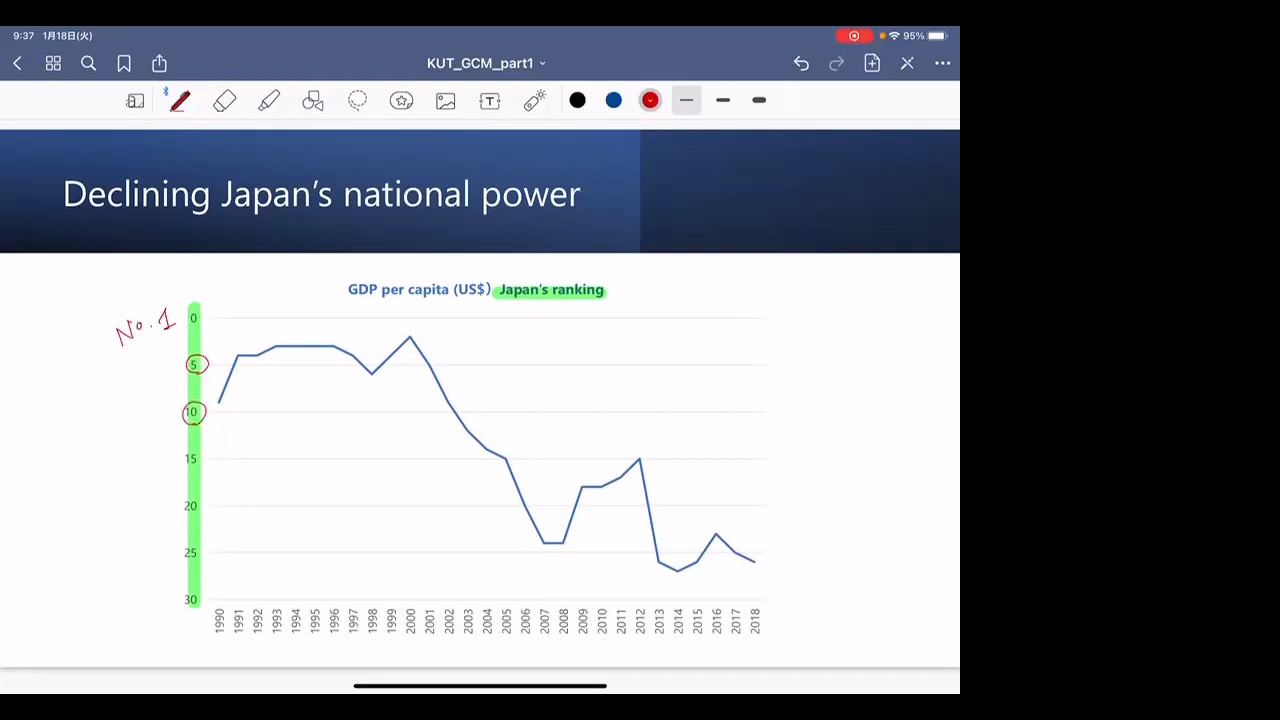 9:37 1月18日(火)
95%
KUT_GCM_part1
T
Declining Japan's national power
GDP per capita (US$) Japan's ranking
No.1
0
5
10
15
20
25
30
1990 1991 1992 1993 1994 1995 1996 1997 1998 1999 2000 2001 2002 2003 2004 2005 2006 2007 2008 2009 2010 2011 2012 2013 2014 2015 2016 2017 2018